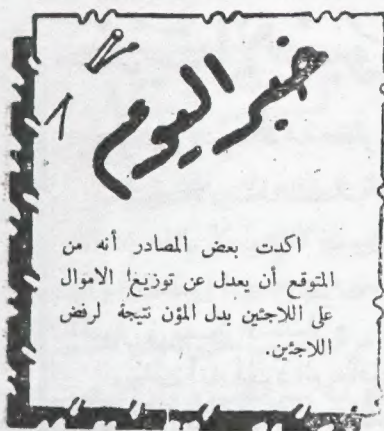 خبر اليوم
اكدت بعض المصادر أنه من
المتوقع أن يعدل عن توزيع الاموال
على اللاجئين بدل المؤن نتيجة لرفض
اللاجئين.